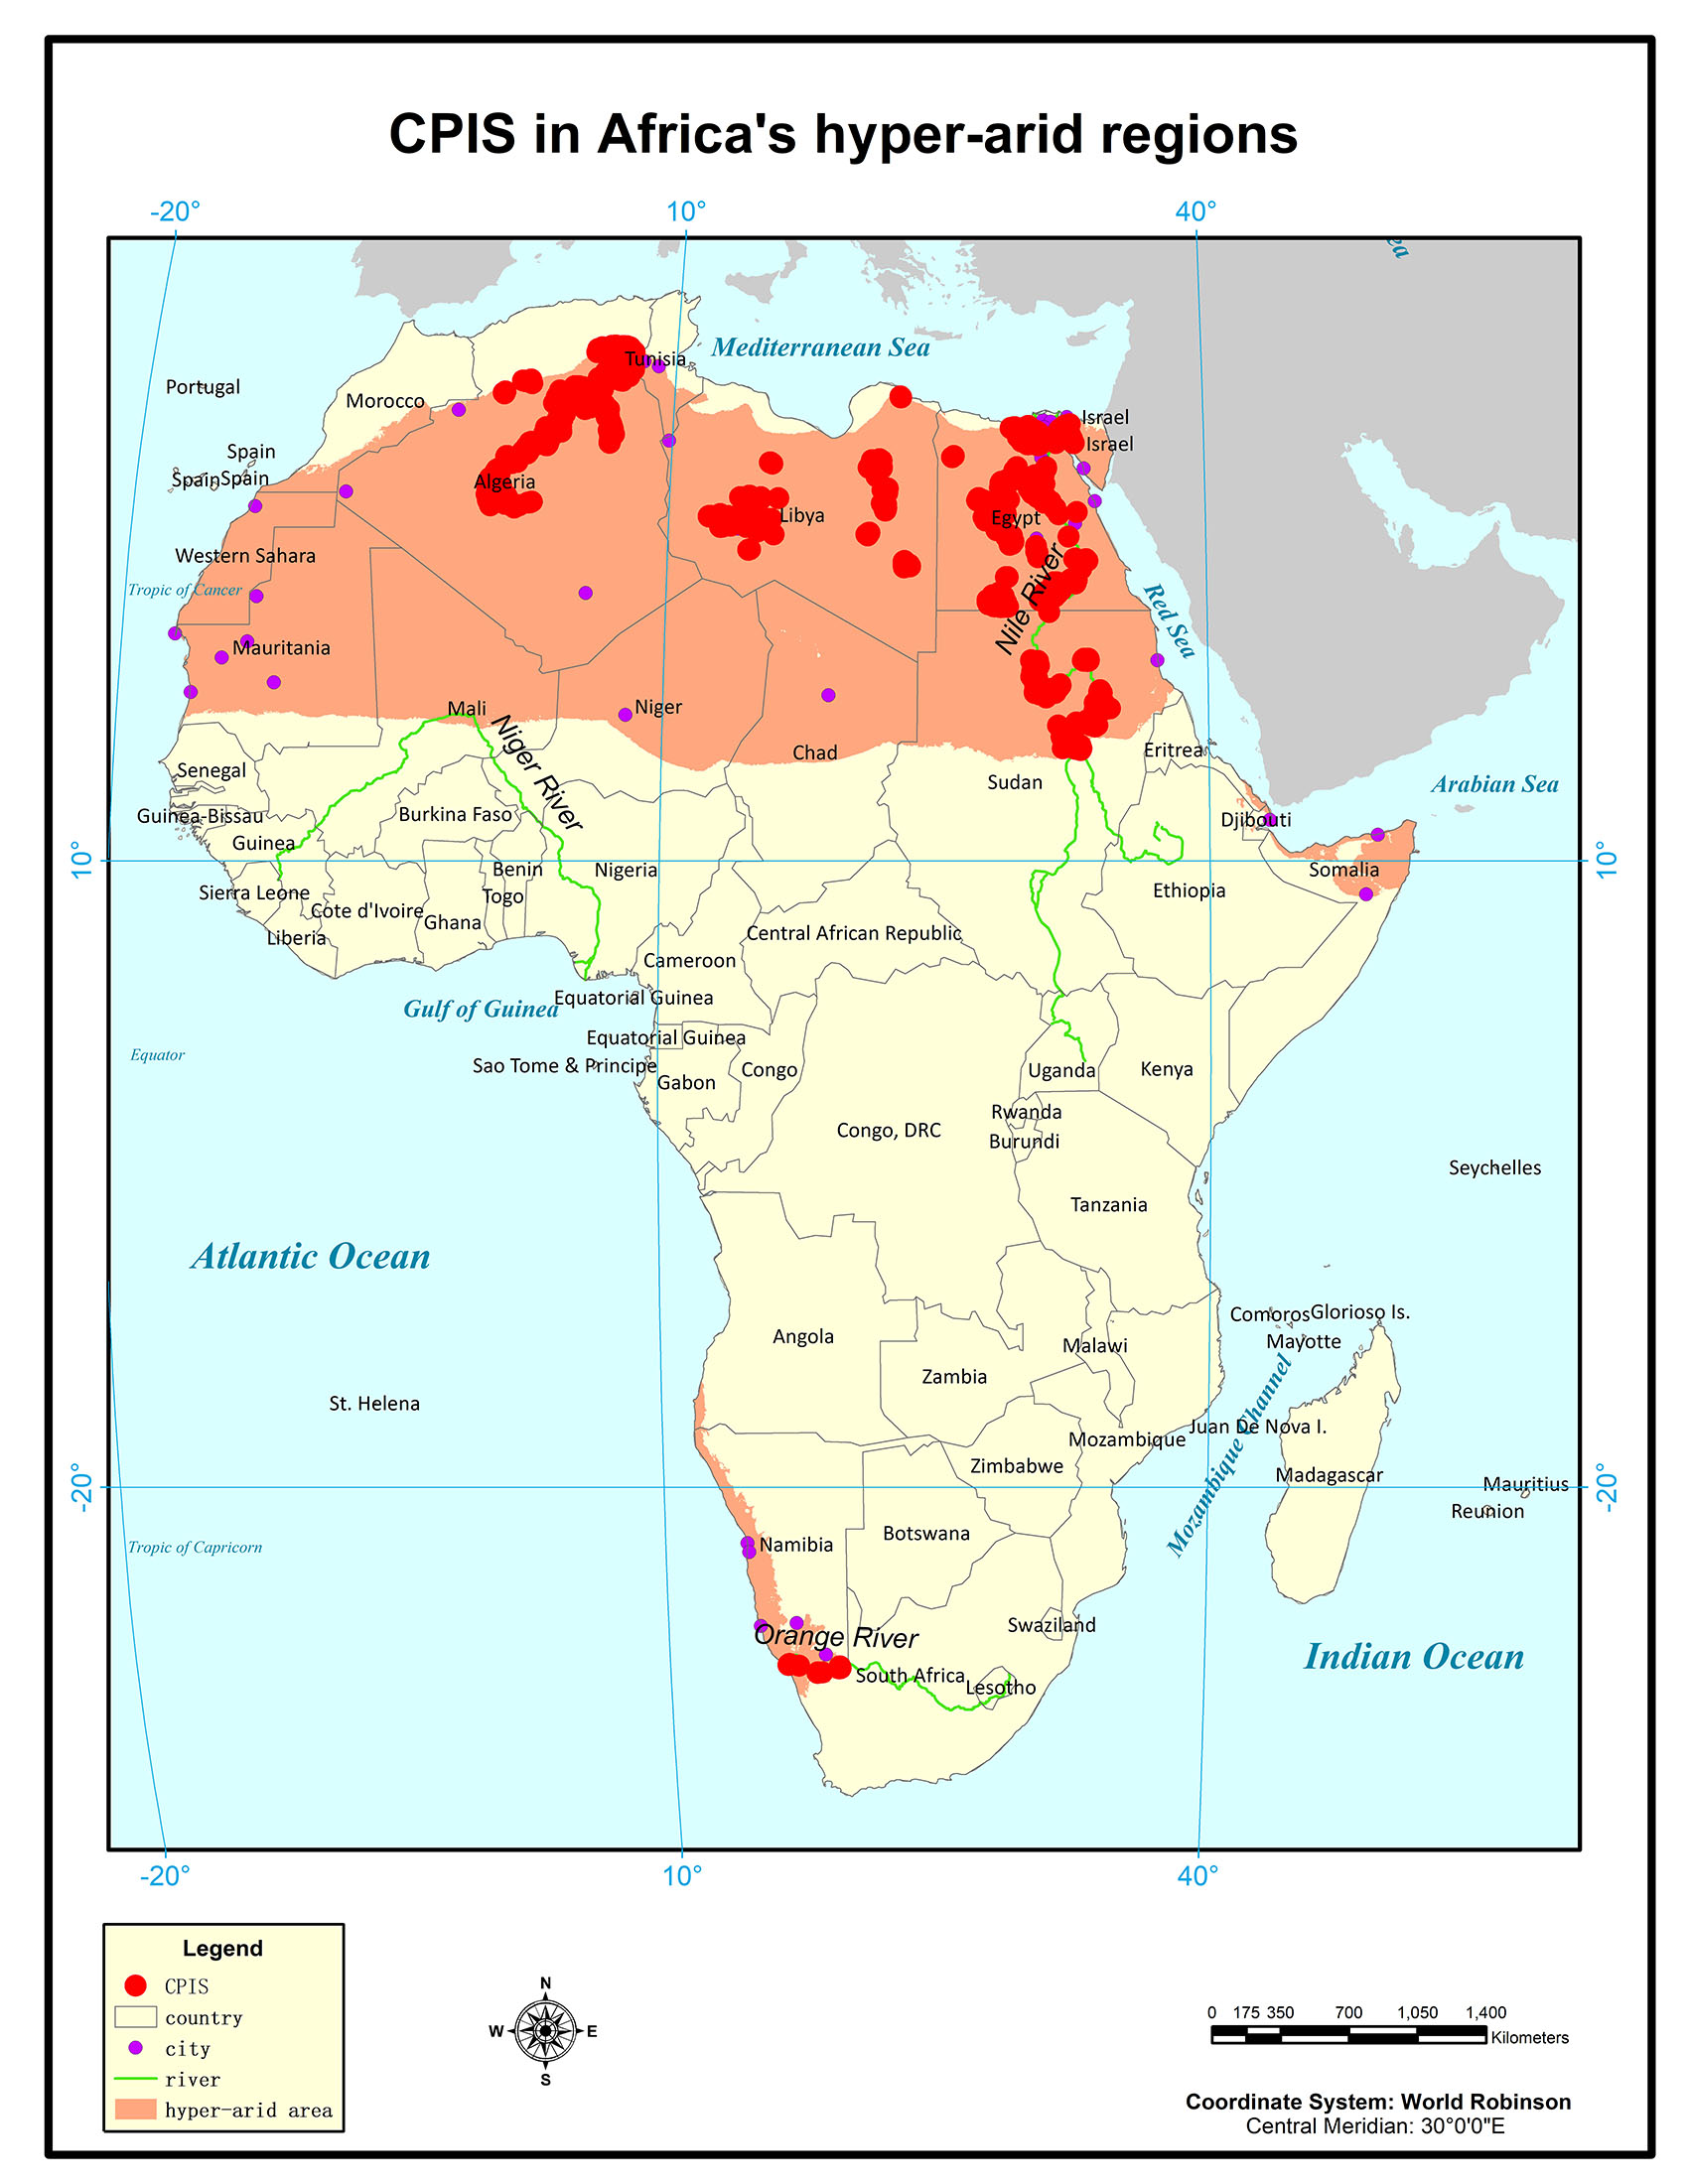 CPIS in Africa's hyper-arid regions
-20°
10°
40°
ea
Mediterranean Sea
Tunisia
Portugal
Morocco
Israel
Israel
Spain
Spain
Spain
Algeria
Libya
Egypt
Western Sahara
Tropic of Cancer
Nile River
Red Sea
Mauritania
Mali
Niger
Niger River
Chad
Eritrea
Senegal
Sudan
Arabian Sea
Guinea-Bissau
Burkina Faso
Djibouti
Guinea
10°
10°
Benin
Nigeria
Somalia
Sierra Leone
Togo
Ethiopia
Cote d'Ivoire
Ghana
Liberia
Central African Republic
Cameroon
Gulf of Guinea
Equatorial Guinea
Equatorial Guinea
Equator
Sao Tome & Principe
Gabon
Congo
Uganda
Kenya
Rwanda
Congo, DRC
Burundi
Seychelles
Tanzania
Atlantic Ocean
Comoros
Glorioso Is.
Angola
Malawi
Mayotte
Zambia
St. Helena
Mozambique Channel
Juan De Nova I.
Mozambique
Zimbabwe
Madagascar
-20°
-20°
Mauritius
Reunion
Botswana
Namibia
Tropic of Capricorn
Swaziland
Orange River
Indian Ocean
South Africa
Lesotho
-20°
10°
40°
Legend
CPIS
country
city
river
hyper-arid area
N
W
E
S
0 175 350 700 1,050 1,400
Kilometers
Coordinate System: World Robinson
Central Meridian: 30°0'0"E